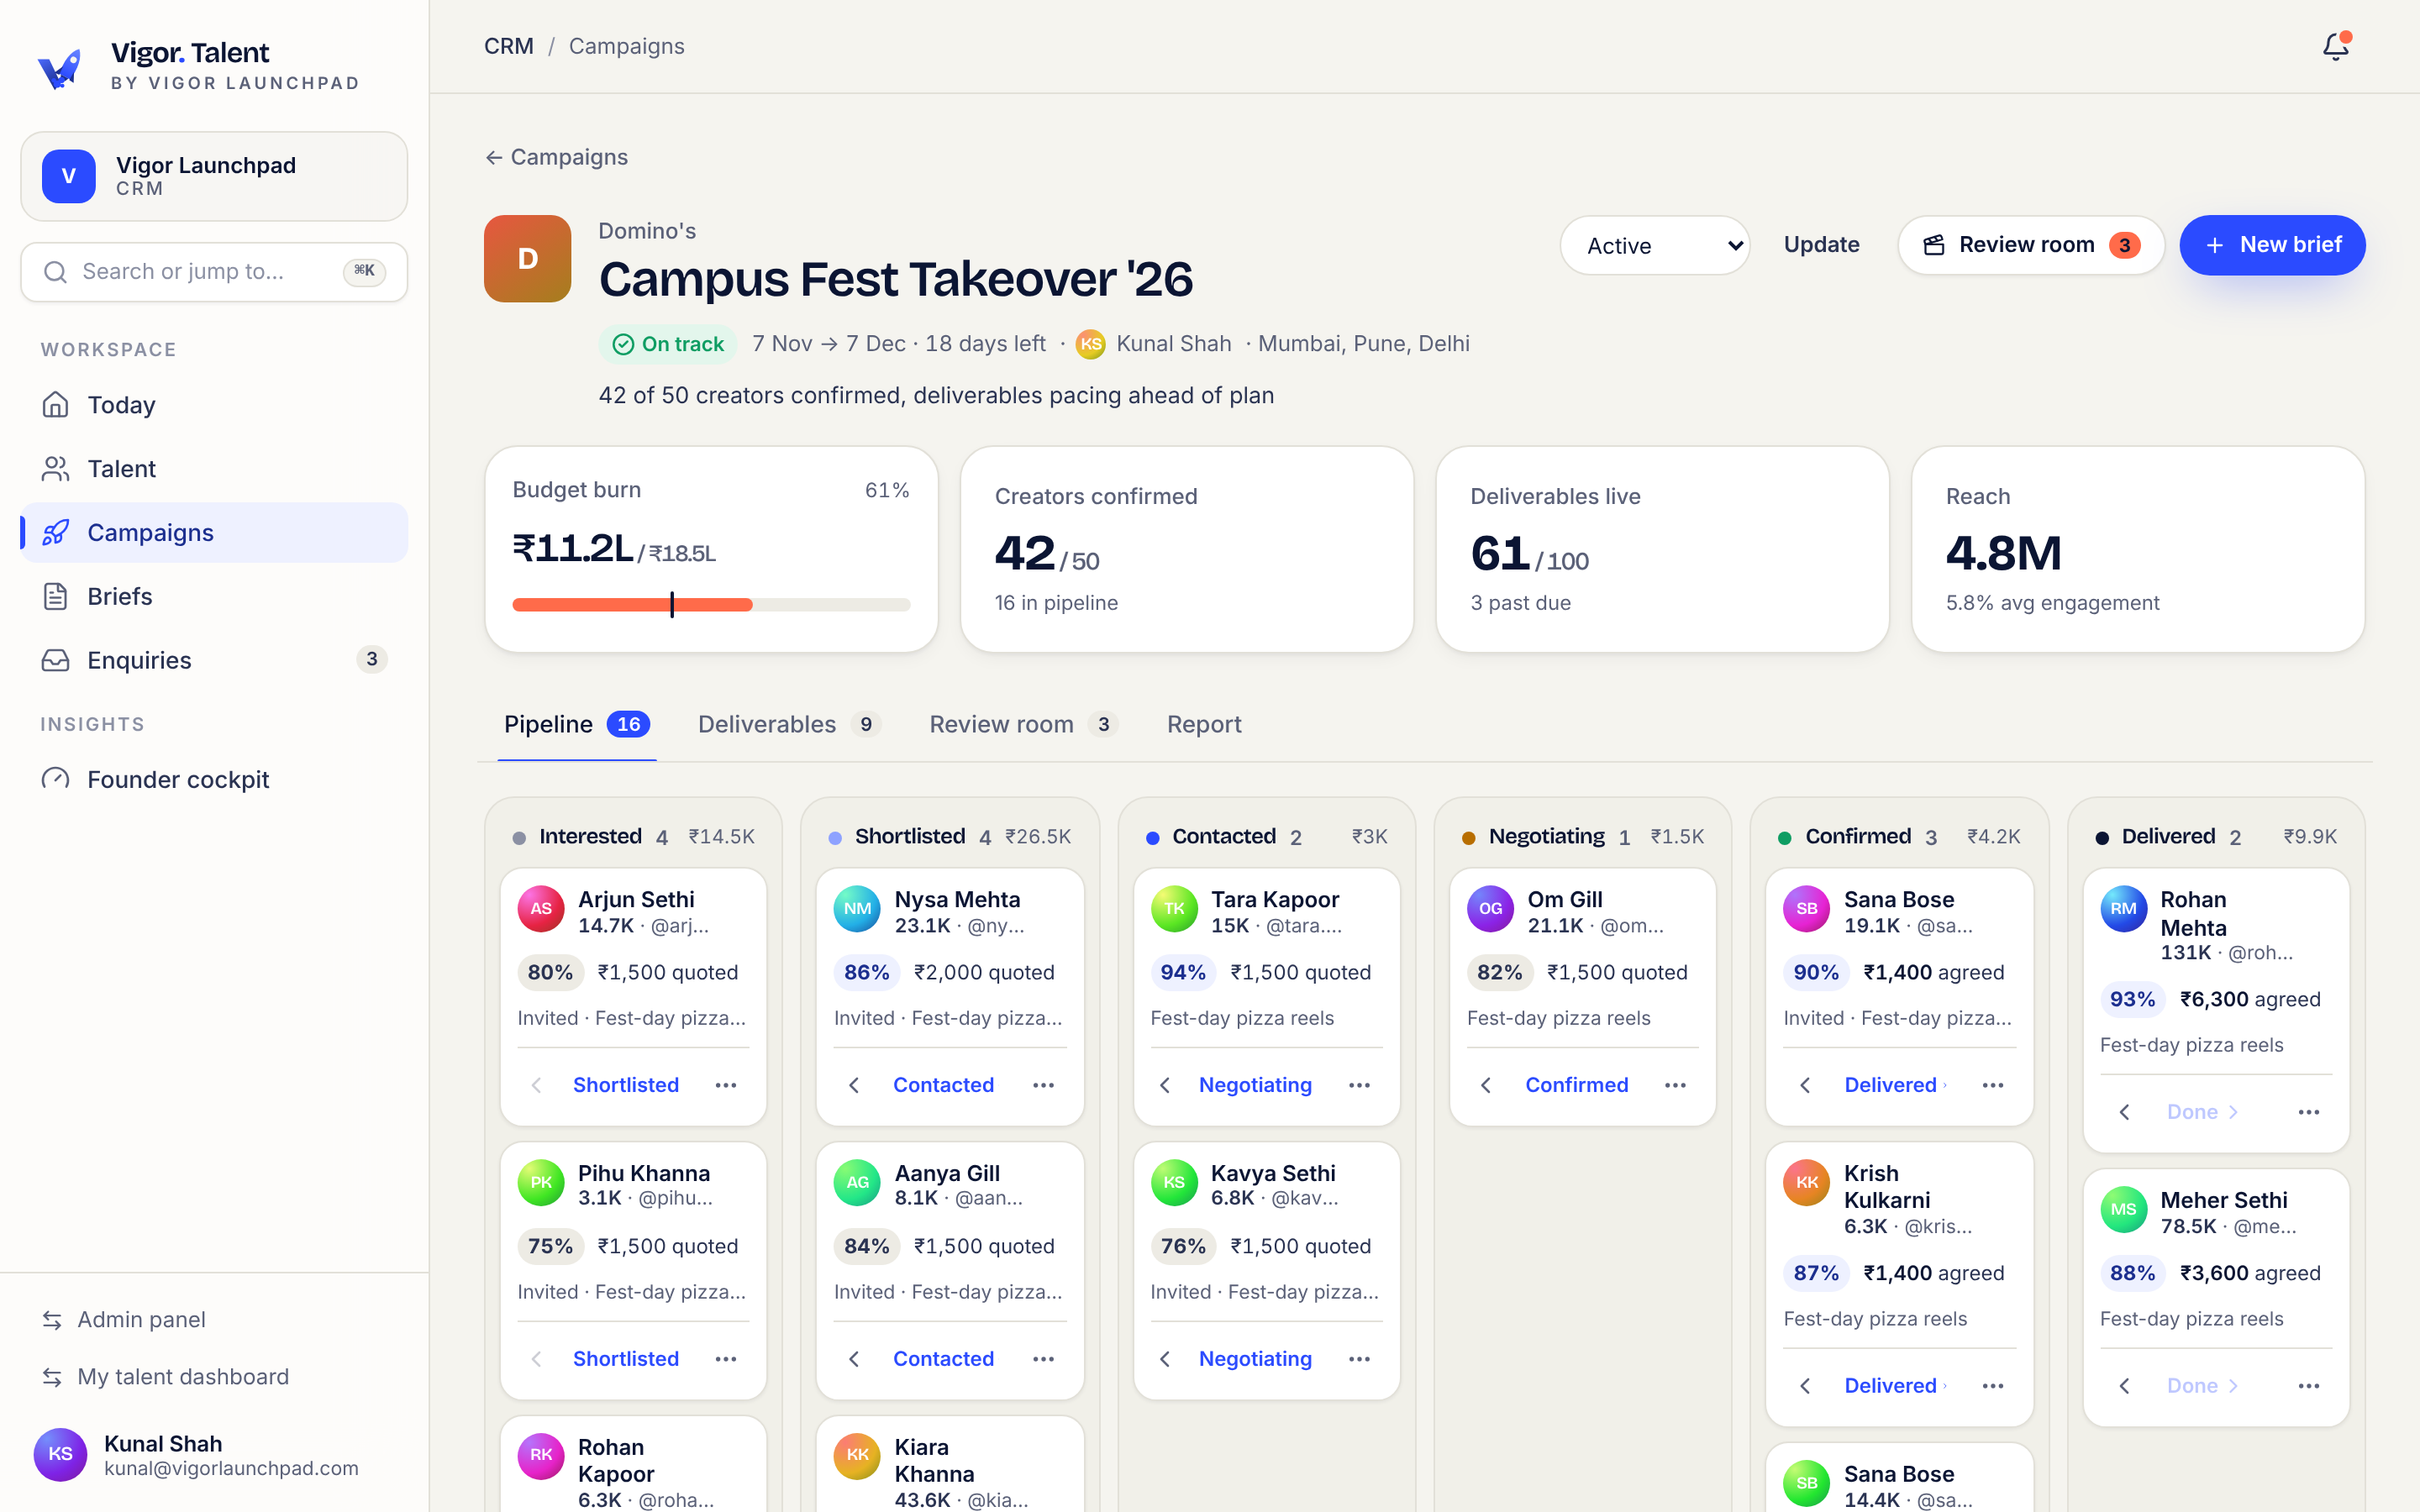 Vigor. Talent
BY VIGOR LAUNCHPAD
V
Vigor Launchpad
CRM
Search or jump to...
⌘K
WORKSPACE
Today
Talent
Campaigns
Briefs
Enquiries 3
INSIGHTS
Founder cockpit
Admin panel
My talent dashboard
KS
Kunal Shah
kunal@vigorlaunchpad.com
CRM / Campaigns
← Campaigns
D
Domino's
Campus Fest Takeover '26
Active
Update
Review room 3
+ New brief
On track 7 Nov → 7 Dec · 18 days left · KS Kunal Shah · Mumbai, Pune, Delhi
42 of 50 creators confirmed, deliverables pacing ahead of plan
Budget burn 61%
₹11.2L / ₹18.5L
Creators confirmed
42 / 50
16 in pipeline
Deliverables live
61 / 100
3 past due
Reach
4.8M
5.8% avg engagement
Pipeline 16
Deliverables 9
Review room 3
Report
Interested 4 ₹14.5K
AS
Arjun Sethi
14.7K · @arj...
80% ₹1,500 quoted
Invited · Fest-day pizza...
Shortlisted
PK
Pihu Khanna
3.1K · @pihu...
75% ₹1,500 quoted
Invited · Fest-day pizza...
Shortlisted
RK
Rohan
Kapoor
6.3K · @roha...
Shortlisted 4 ₹26.5K
NM
Nysa Mehta
23.1K · @ny...
86% ₹2,000 quoted
Invited · Fest-day pizza...
Contacted
AG
Aanya Gill
8.1K · @aan...
84% ₹1,500 quoted
Invited · Fest-day pizza...
Contacted
KK
Kiara
Khanna
43.6K · @kia...
Contacted 2 ₹3K
TK
Tara Kapoor
15K · @tara....
94% ₹1,500 quoted
Fest-day pizza reels
Negotiating
KS
Kavya Sethi
6.8K · @kav...
76% ₹1,500 quoted
Invited · Fest-day pizza...
Negotiating
Negotiating 1 ₹1.5K
OG
Om Gill
21.1K · @om...
82% ₹1,500 quoted
Fest-day pizza reels
Confirmed
Confirmed 3 ₹4.2K
SB
Sana Bose
19.1K · @sa...
90% ₹1,400 agreed
Invited · Fest-day pizza...
Delivered
KK
Krish
Kulkarni
6.3K · @kris...
87% ₹1,400 agreed
Fest-day pizza reels
Delivered
SB
Sana Bose
14.4K · @sa...
Delivered 2 ₹9.9K
RM
Rohan
Mehta
131K · @roh...
93% ₹6,300 agreed
Fest-day pizza reels
Done
MS
Meher Sethi
78.5K · @me...
88% ₹3,600 agreed
Fest-day pizza reels
Done